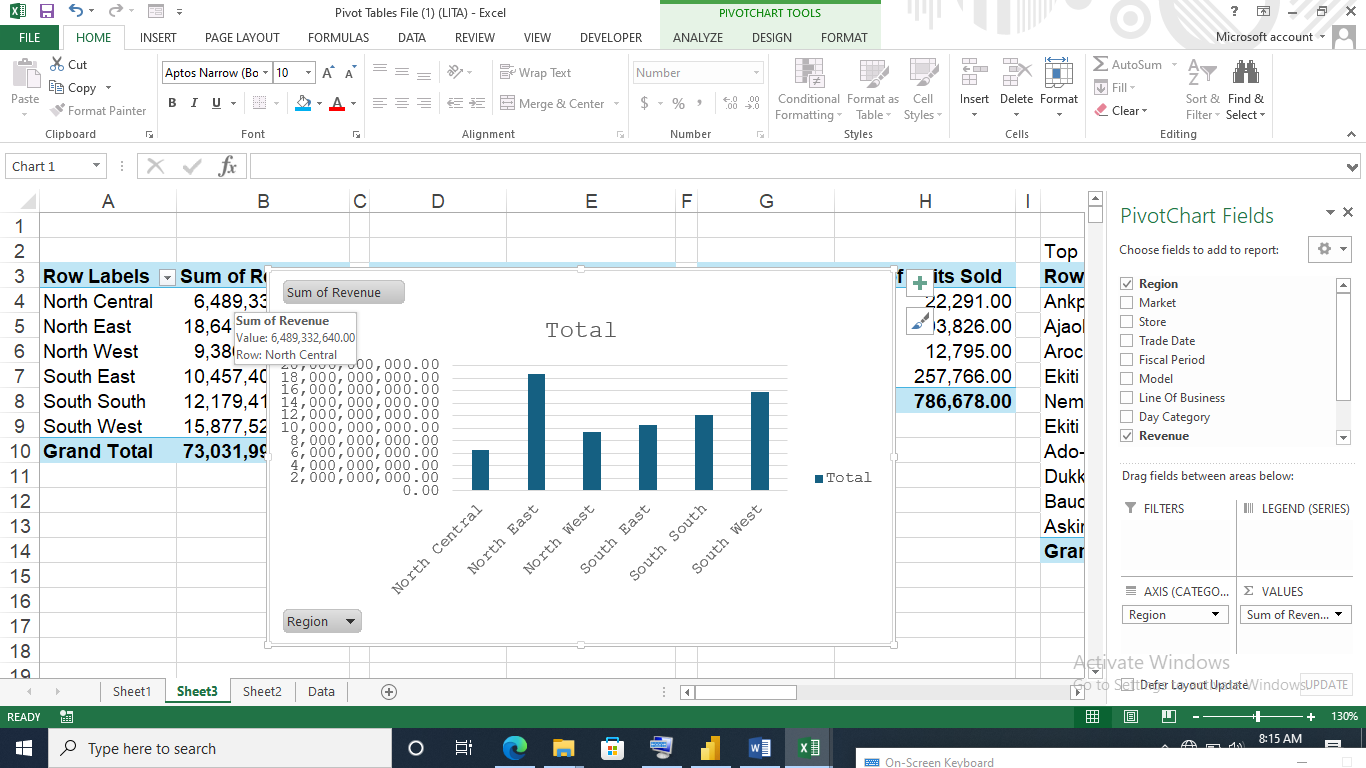 Pivot Tables File (1) (LITA) - Excel
PIVOTCHART TOOLS
?
FILE
HOME
INSERT
PAGE LAYOUT
FORMULAS
DATA
REVIEW
VIEW
DEVELOPER
ANALYZE
DESIGN
FORMAT
Microsoft account
Paste
Cut
Copy
Format Painter
Clipboard
Aptos Narrow (Bo
10
B I U
Font
Wrap Text
Merge & Center
Alignment
Number
$ % ,
Number
Conditional Formatting
Format as Table
Cell Styles
Styles
Insert
Delete
Format
Cells
AutoSum
Fill
Clear
Sort & Filter
Find & Select
Editing
Chart 1
fx
A B C D E F G H I
1
2 Top
3 Row Labels Sum of Re f its Sold Row
4 North Central 6,489,33 22,291.00 Ankp
5 North East 18,64 3,826.00 Ajao
6 North West 9,38 12,795.00 Aroc
7 South East 10,457,40 257,766.00 Ekiti
8 South South 12,179,41 786,678.00 Nem
9 South West 15,877,52 Ekiti
10 Grand Total 73,031,99 Ado-
11 Dukk
12 Bauc
13 Askir
14 Gran
15
16
17
18
19
Sum of Revenue
Sum of Revenue
Value: 6,489,332,640.00
Row: North Central
Total
20,000,000,000.00
18,000,000,000.00
16,000,000,000.00
14,000,000,000.00
12,000,000,000.00
10,000,000,000.00
8,000,000,000.00
6,000,000,000.00
4,000,000,000.00
2,000,000,000.00
0.00
North Central
North East
North West
South East
South South
South West
Total
Region
PivotChart Fields
Choose fields to add to report:
Region
Market
Store
Trade Date
Fiscal Period
Model
Line Of Business
Day Category
Revenue
Drag fields between areas below:
FILTERS
LEGEND (SERIES)
AXIS (CATEGO...
VALUES
Region
Sum of Reven...
Activate Windows
Go to Settings to activate Windows.
Defer Layout Update
UPDATE
Sheet1
Sheet3
Sheet2
Data
READY
130%
Type here to search
8:15 AM
On-Screen Keyboard